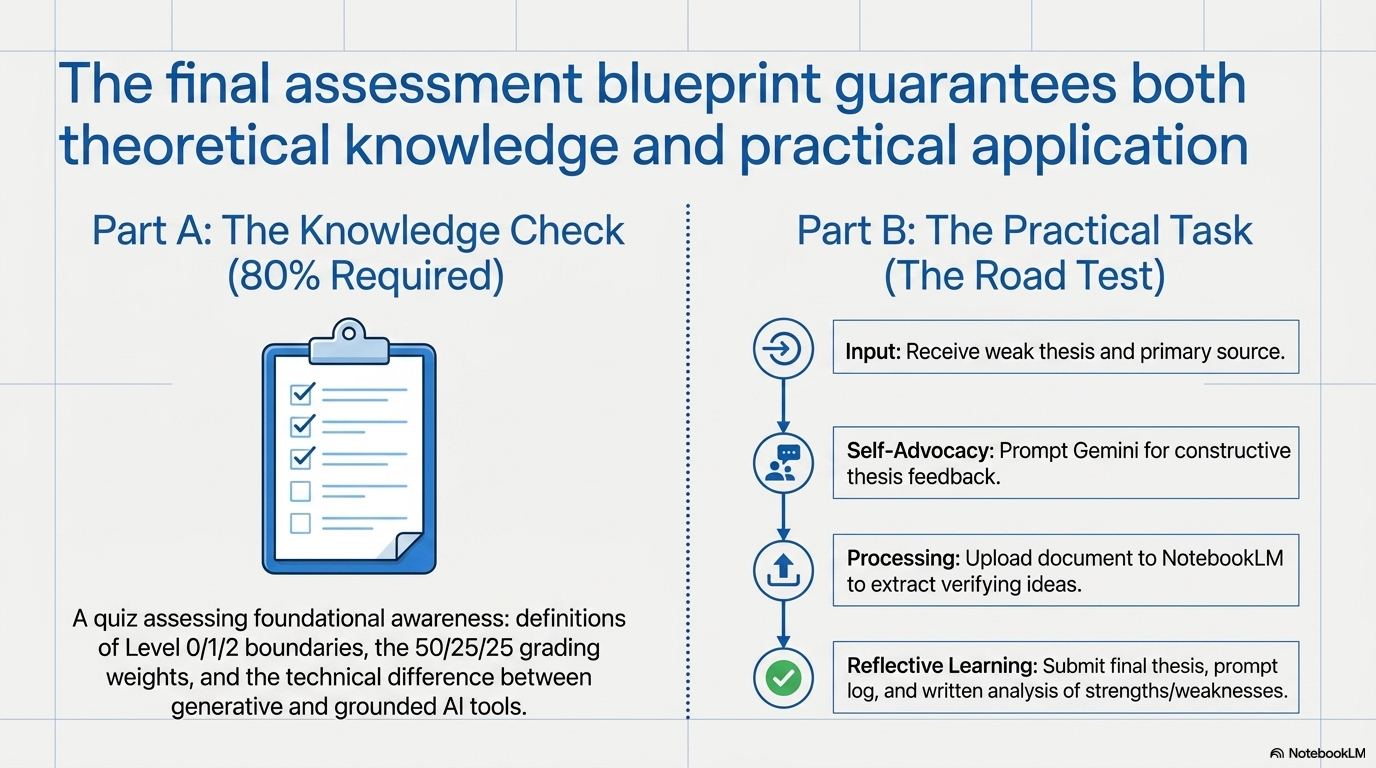 The final assessment blueprint guarantees both
theoretical knowledge and practical application
Part A: The Knowledge Check
(80% Required)
A quiz assessing foundational awareness: definitions
of Level 0/1/2 boundaries, the 50/25/25 grading
weights, and the technical difference between
generative and grounded AI tools.
Part B: The Practical Task
(The Road Test)
Input: Receive weak thesis and primary source.
Self-Advocacy: Prompt Gemini for constructive
thesis feedback.
Processing: Upload document to NotebookLM
to extract verifying ideas.
Reflective Learning: Submit final thesis, prompt
log, and written analysis of strengths/weaknesses.
NotebookLM